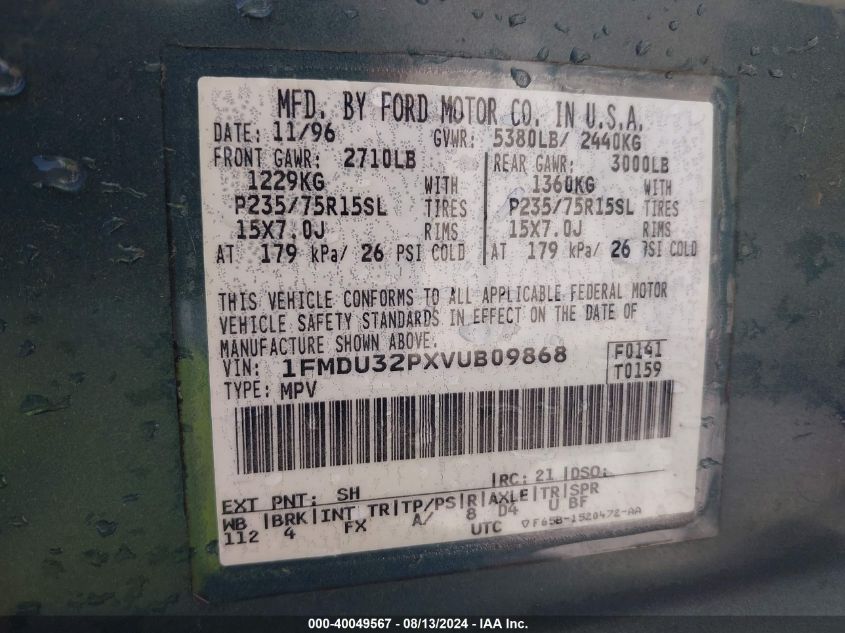 MFD. BY FORD MOTOR CO. IN U.S.A.
DATE: 11/96 GVWR: 5380LB/ 2440KG
FRONT GAWR: 2710LB REAR GAWR: 3000LB
1229KG WITH 1360KG WITH
P235/75R15SL TIRES P235/75R15SL TIRES
15X7.0J RIMS 15X7.0J RIMS
AT 179 kPa/ 26 PSI COLD AT 179 kPa/ 26 PSI COLD
THIS VEHICLE CONFORMS TO ALL APPLICABLE FEDERAL MOTOR
VEHICLE SAFETY STANDARDS IN EFFECT ON THE DATE OF
MANUFACTURE SHOWN ABOVE.
VIN: 1FMDU32PXVUB09868 F0141
TYPE: MPV T0159
EXT PNT: SH RC: 21 DSO:
WB BRK INT TR TP/PS R AXLE TR SPR
112 4 FX A/ 8 D4 U BF
UTC ▽F65B-1520472-AA
000-40049567 - 08/13/2024 - IAAI.COM